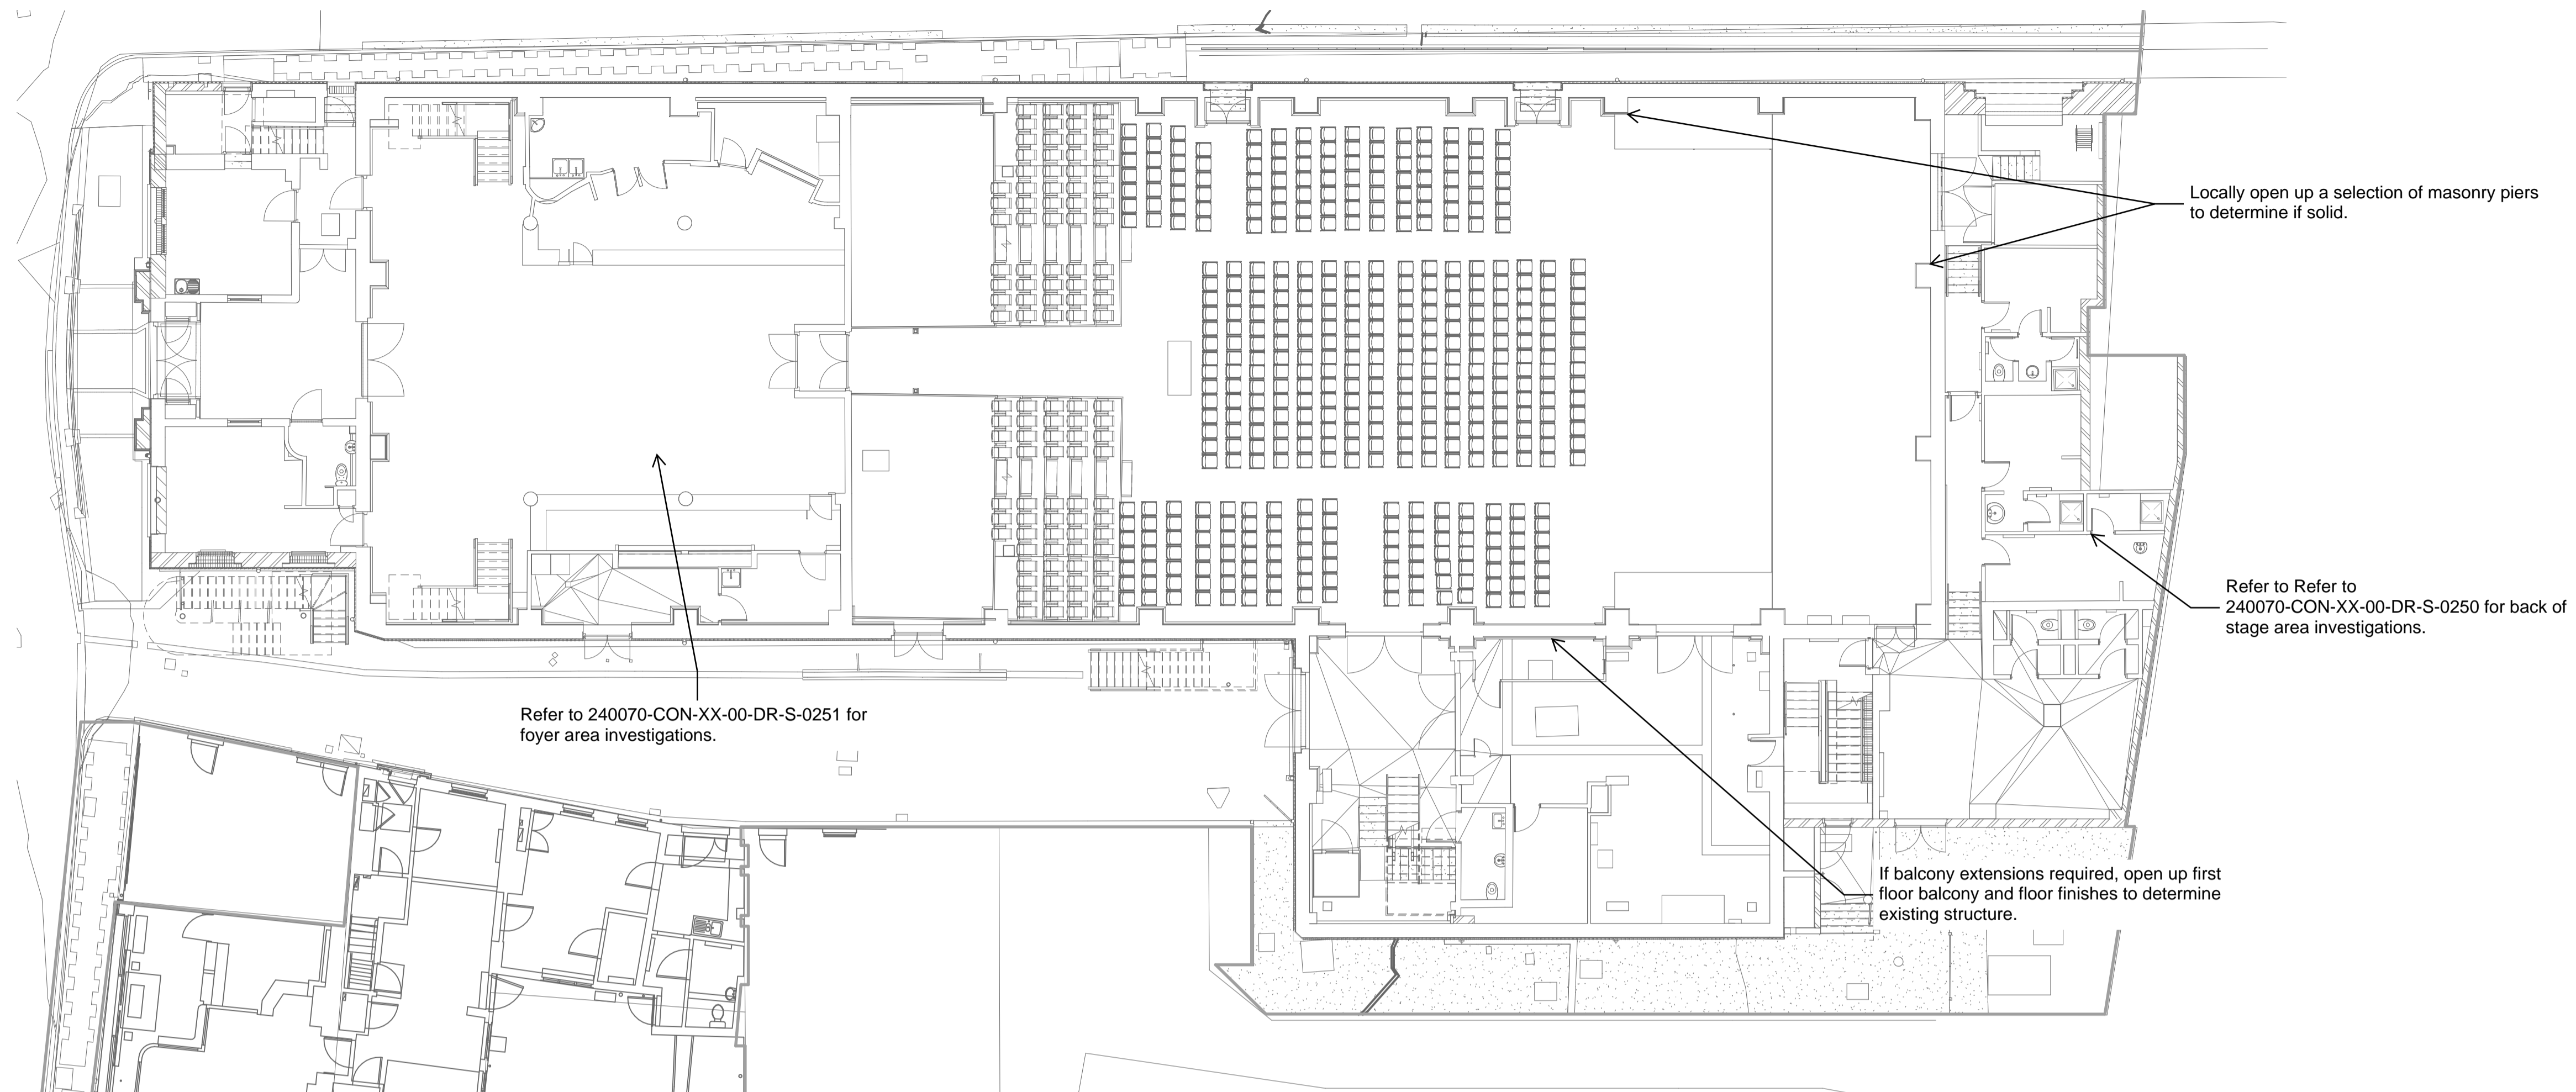 Locally open up a selection of masonry piers
to determine if solid.
Refer to Refer to
240070-CON-XX-00-DR-S-0250 for back of
stage area investigations.
Refer to 240070-CON-XX-00-DR-S-0251 for
foyer area investigations.
If balcony extensions required, open up first
floor balcony and floor finishes to determine
existing structure.